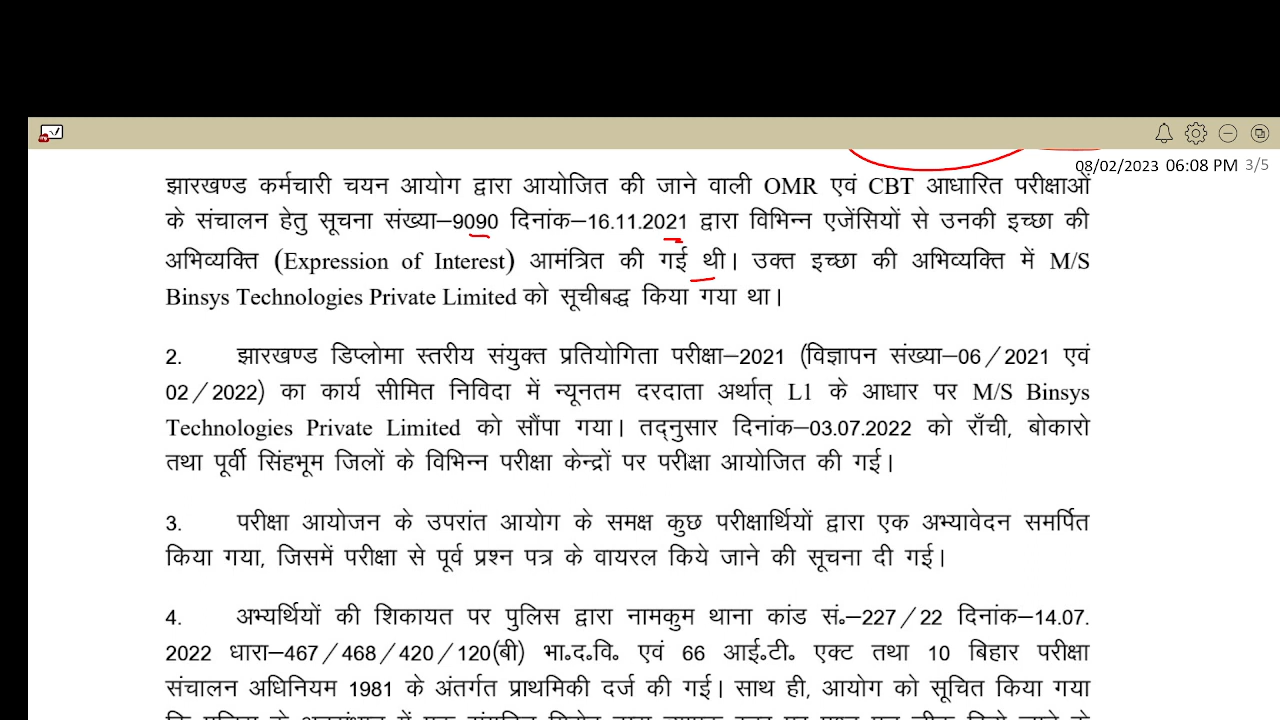 08/02/2023 06:08 PM 3/5
झारखण्ड कर्मचारी चयन आयोग द्वारा आयोजित की जाने वाली OMR एवं CBT आधारित परीक्षाओं
के संचालन हेतु सूचना संख्या–9090 दिनांक–16.11.2021 द्वारा विभिन्न एजेंसियों से उनकी इच्छा की
अभिव्यक्ति (Expression of Interest) आमंत्रित की गई थी। उक्त इच्छा की अभिव्यक्ति में M/S
Binsys Technologies Private Limited को सूचीबद्ध किया गया था।
2. झारखण्ड डिप्लोमा स्तरीय संयुक्त प्रतियोगिता परीक्षा–2021 (विज्ञापन संख्या–06/2021 एवं
02/2022) का कार्य सीमित निविदा में न्यूनतम दरदाता अर्थात् L1 के आधार पर M/S Binsys
Technologies Private Limited को सौंपा गया। तद्नुसार दिनांक–03.07.2022 को राँची, बोकारो
तथा पूर्वी सिंहभूम जिलों के विभिन्न परीक्षा केन्द्रों पर परीक्षा आयोजित की गई।
3. परीक्षा आयोजन के उपरांत आयोग के समक्ष कुछ परीक्षार्थियों द्वारा एक अभ्यावेदन समर्पित
किया गया, जिसमें परीक्षा से पूर्व प्रश्न पत्र के वायरल किये जाने की सूचना दी गई।
4. अभ्यर्थियों की शिकायत पर पुलिस द्वारा नामकुम थाना कांड सं॰–227/22 दिनांक–14.07.
2022 धारा–467/468/420/120(बी) भा॰द॰वि॰ एवं 66 आई॰टी॰ एक्ट तथा 10 बिहार परीक्षा
संचालन अधिनियम 1981 के अंतर्गत प्राथमिकी दर्ज की गई। साथ ही, आयोग को सूचित किया गया